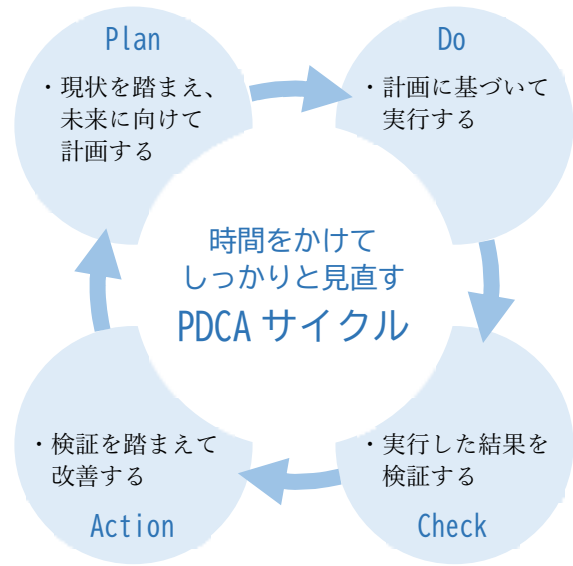 Plan
・現状を踏まえ、
未来に向けて
計画する
Do
・計画に基づいて
実行する
時間をかけて
しっかりと見直す
PDCA サイクル
・検証を踏まえて
改善する
Action
・実行した結果を
検証する
Check